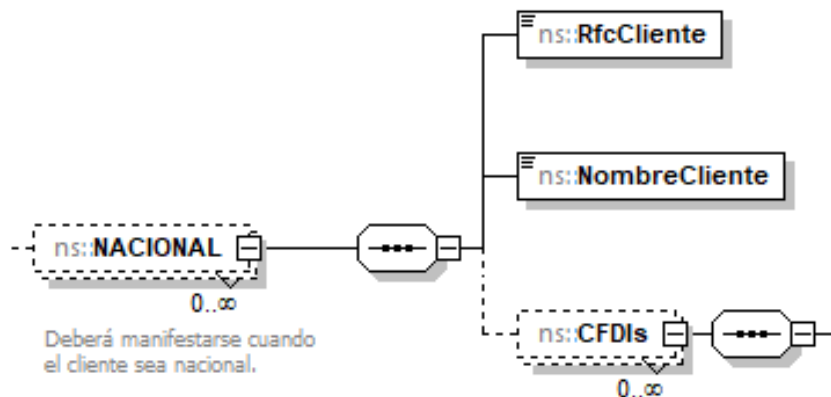 ns::RfcCliente
ns::NombreCliente
ns::NACIONAL
0..∞
Deberá manifestarse cuando
el cliente sea nacional.
ns::CFDIs
0..∞